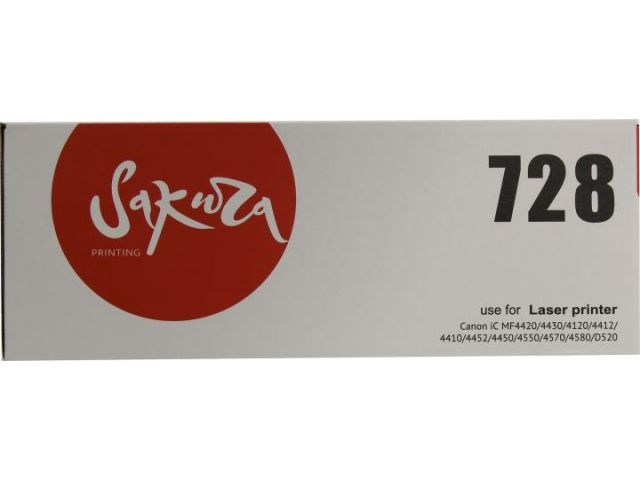 Sakura
PRINTING
728
use for Laser printer
Canon iC MF4420/4430/4120/4412/
4410/4452/4450/4550/4570/4580/D520